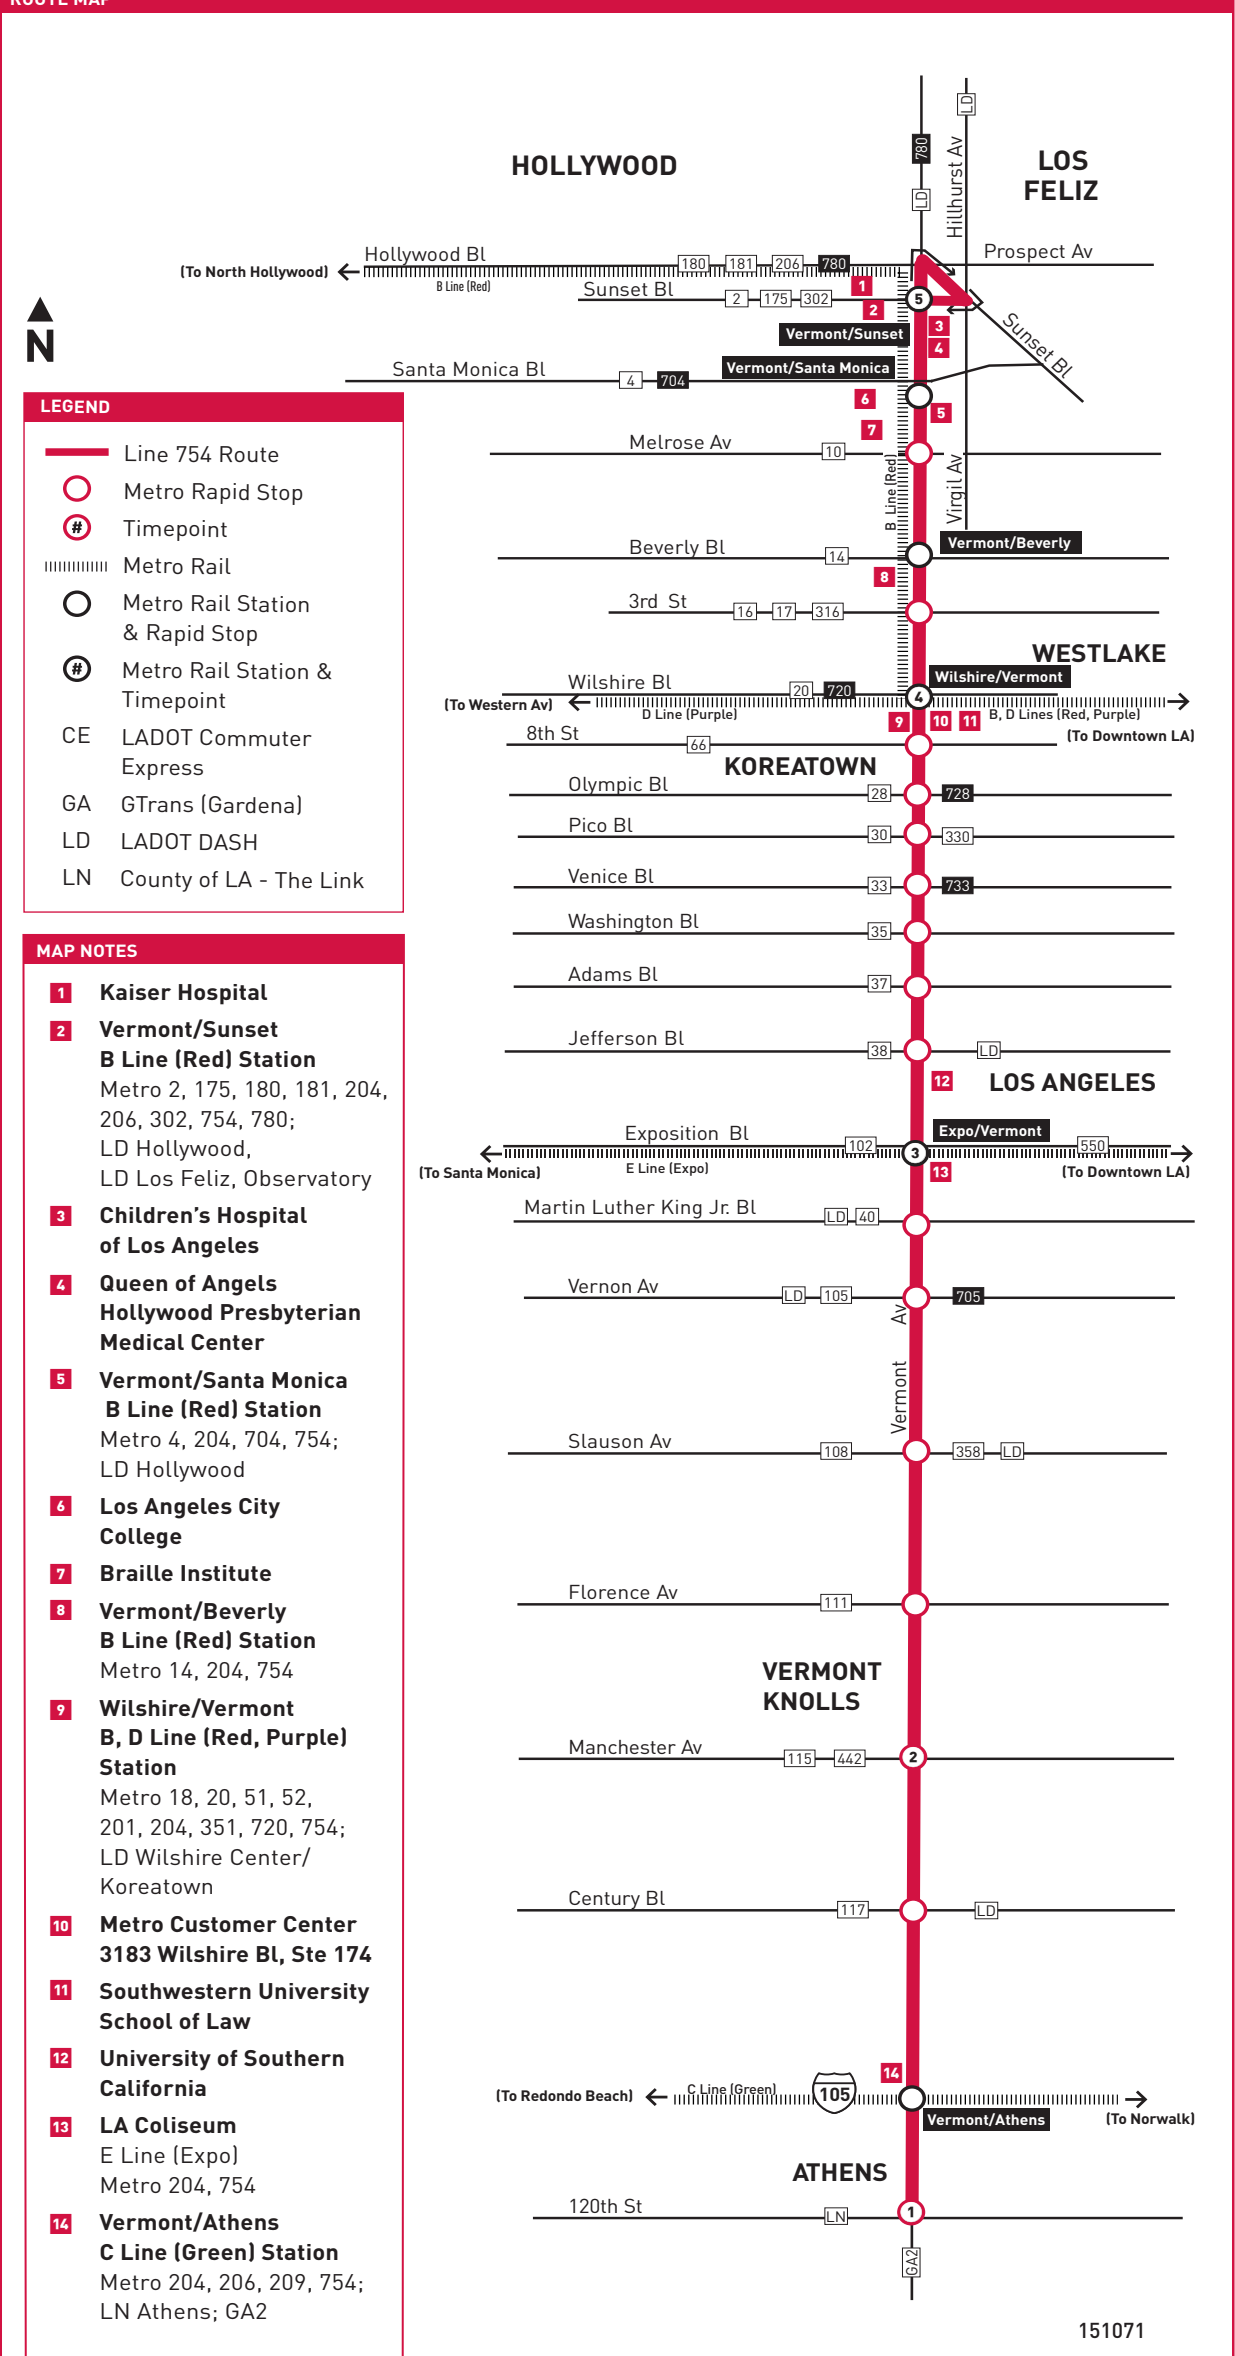 ROUTE MAP
LD
780
HOLLYWOOD
LOS
FELIZ
Hillhurst Av
LD
Hollywood Bl
180
181
206
780
Prospect Av
(To North Hollywood)
B Line (Red)
1
Sunset Bl
2
175
302
5
2
Vermont/Sunset
3
4
Sunset Bl
N
Santa Monica Bl
4
704
Vermont/Santa Monica
6
5
7
Melrose Av
10
B Line (Red)
Virgil Av
Beverly Bl
14
Vermont/Beverly
8
3rd St
16
17
316
WESTLAKE
Wilshire Bl
20
720
4
Wilshire/Vermont
(To Western Av)
D Line (Purple)
B, D Lines (Red, Purple)
9
10
11
(To Downtown LA)
8th St
66
KOREATOWN
Olympic Bl
28
728
Pico Bl
30
330
Venice Bl
33
733
Washington Bl
35
Adams Bl
37
Jefferson Bl
38
LD
12
LOS ANGELES
Exposition Bl
102
3
Expo/Vermont
550
(To Santa Monica)
E Line (Expo)
13
(To Downtown LA)
Martin Luther King Jr. Bl
LD
40
Vernon Av
LD
105
705
Vermont Av
Slauson Av
108
358
LD
Florence Av
111
VERMONT
KNOLLS
Manchester Av
115
442
2
Century Bl
117
LD
14
(To Redondo Beach)
C Line (Green)
105
Vermont/Athens
(To Norwalk)
ATHENS
120th St
LN
1
GA2
151071
LEGEND
Line 754 Route
Metro Rapid Stop
# Timepoint
Metro Rail
Metro Rail Station
& Rapid Stop
# Metro Rail Station &
Timepoint
CE LADOT Commuter
Express
GA GTrans (Gardena)
LD LADOT DASH
LN County of LA - The Link
MAP NOTES
1 Kaiser Hospital
2 Vermont/Sunset
B Line (Red) Station
Metro 2, 175, 180, 181, 204,
206, 302, 754, 780;
LD Hollywood,
LD Los Feliz, Observatory
3 Children’s Hospital
of Los Angeles
4 Queen of Angels
Hollywood Presbyterian
Medical Center
5 Vermont/Santa Monica
B Line (Red) Station
Metro 4, 204, 704, 754;
LD Hollywood
6 Los Angeles City
College
7 Braille Institute
8 Vermont/Beverly
B Line (Red) Station
Metro 14, 204, 754
9 Wilshire/Vermont
B, D Line (Red, Purple)
Station
Metro 18, 20, 51, 52,
201, 204, 351, 720, 754;
LD Wilshire Center/
Koreatown
10 Metro Customer Center
3183 Wilshire Bl, Ste 174
11 Southwestern University
School of Law
12 University of Southern
California
13 LA Coliseum
E Line (Expo)
Metro 204, 754
14 Vermont/Athens
C Line (Green) Station
Metro 204, 206, 209, 754;
LN Athens; GA2